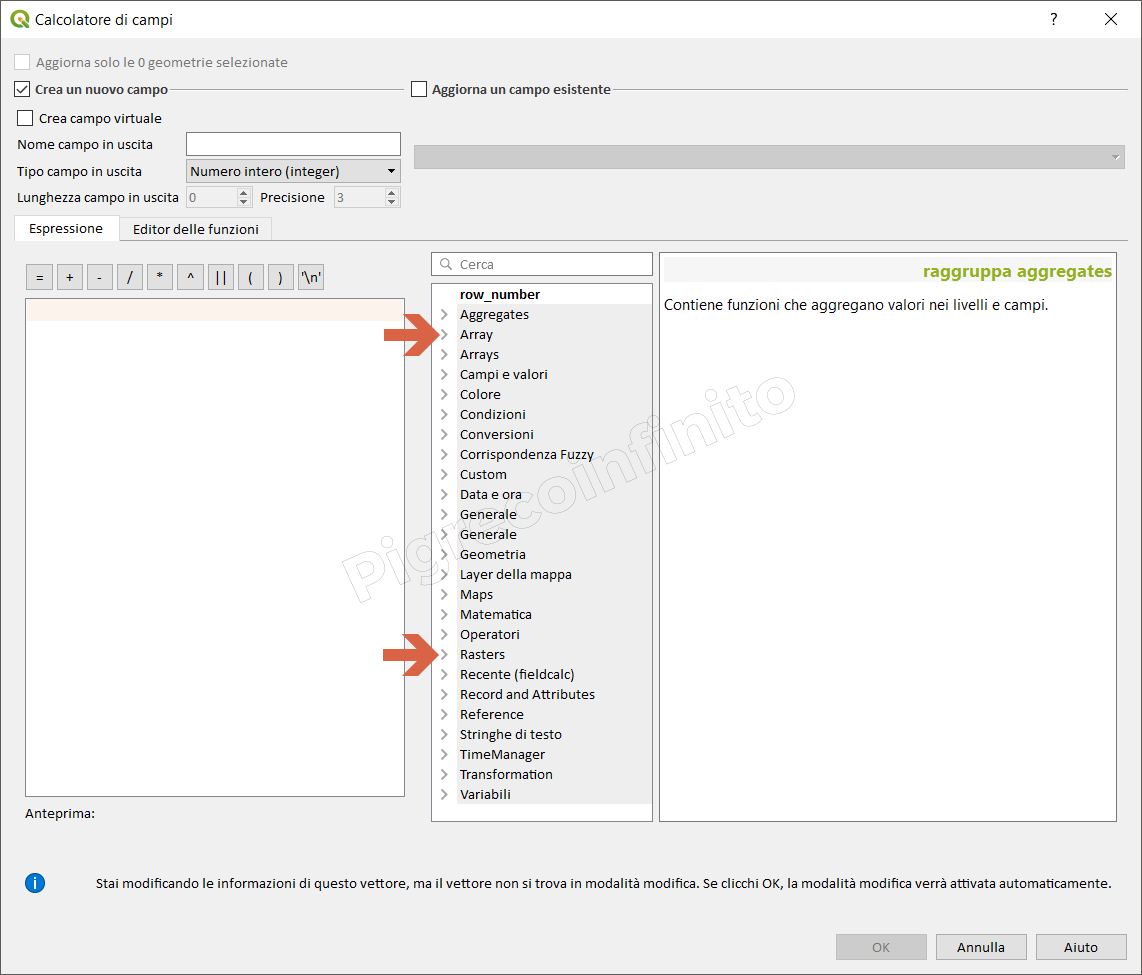 Calcolatore di campi
?
Aggiorna solo le 0 geometrie selezionate
Crea un nuovo campo
Aggiorna un campo esistente
Crea campo virtuale
Nome campo in uscita
Tipo campo in uscita
Numero intero (integer)
Lunghezza campo in uscita
0
Precisione
3
Espressione
Editor delle funzioni
= + - / * ^ || ( ) '\n'
Cerca
row_number
Aggregates
Array
Arrays
Campi e valori
Colore
Condizioni
Conversioni
Corrispondenza Fuzzy
Custom
Data e ora
Generale
Generale
Geometria
Layer della mappa
Maps
Matematica
Operatori
Rasters
Recente (fieldcalc)
Record and Attributes
Reference
Stringhe di testo
TimeManager
Transformation
Variabili
raggruppa aggregates
Contiene funzioni che aggregano valori nei livelli e campi.
Pigrecoinfinito
Anteprima:
i
Stai modificando le informazioni di questo vettore, ma il vettore non si trova in modalità modifica. Se clicchi OK, la modalità modifica verrà attivata automaticamente.
OK
Annulla
Aiuto